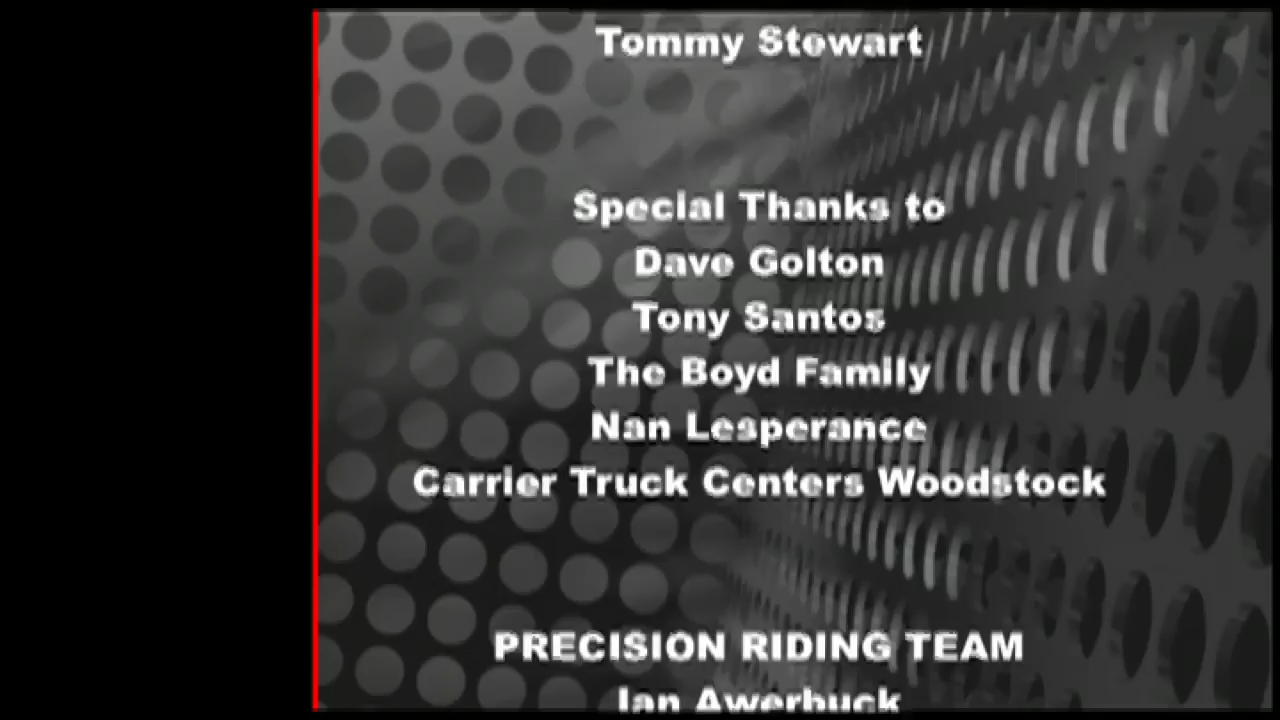 Tommy Stewart
Special Thanks to
Dave Golton
Tony Santos
The Boyd Family
Nan Lesperance
Carrier Truck Centers Woodstock
PRECISION RIDING TEAM
Ian Awerbuck